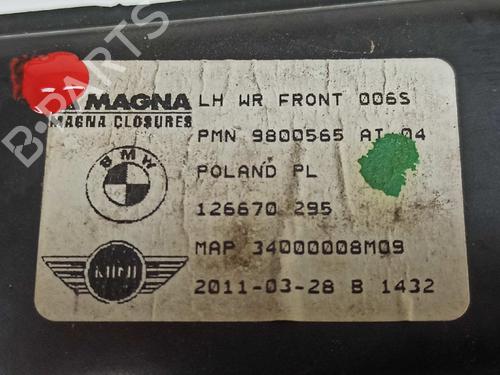 MAGNA LH WR FRONT 006S
MAGNA CLOSURES
PMN 9800565 AI 04
BMW
POLAND PL
126670 295
MINI
MAP 34000008M09
2011-03-28 B 1432
B-PARTS